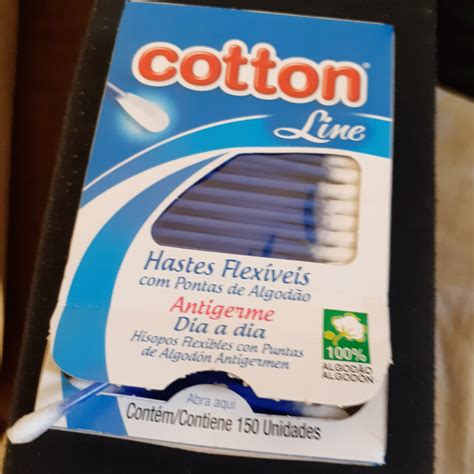 cotton
Line
Hastes Flexíveis
com Pontas de Algodão
Antigerme
Dia a dia
Hisopos Flexibles con Puntas
de Algodón Antigermen
100%
ALGODÃO
ALGODÓN
Abra aqui
Contém/Contiene 150 Unidades